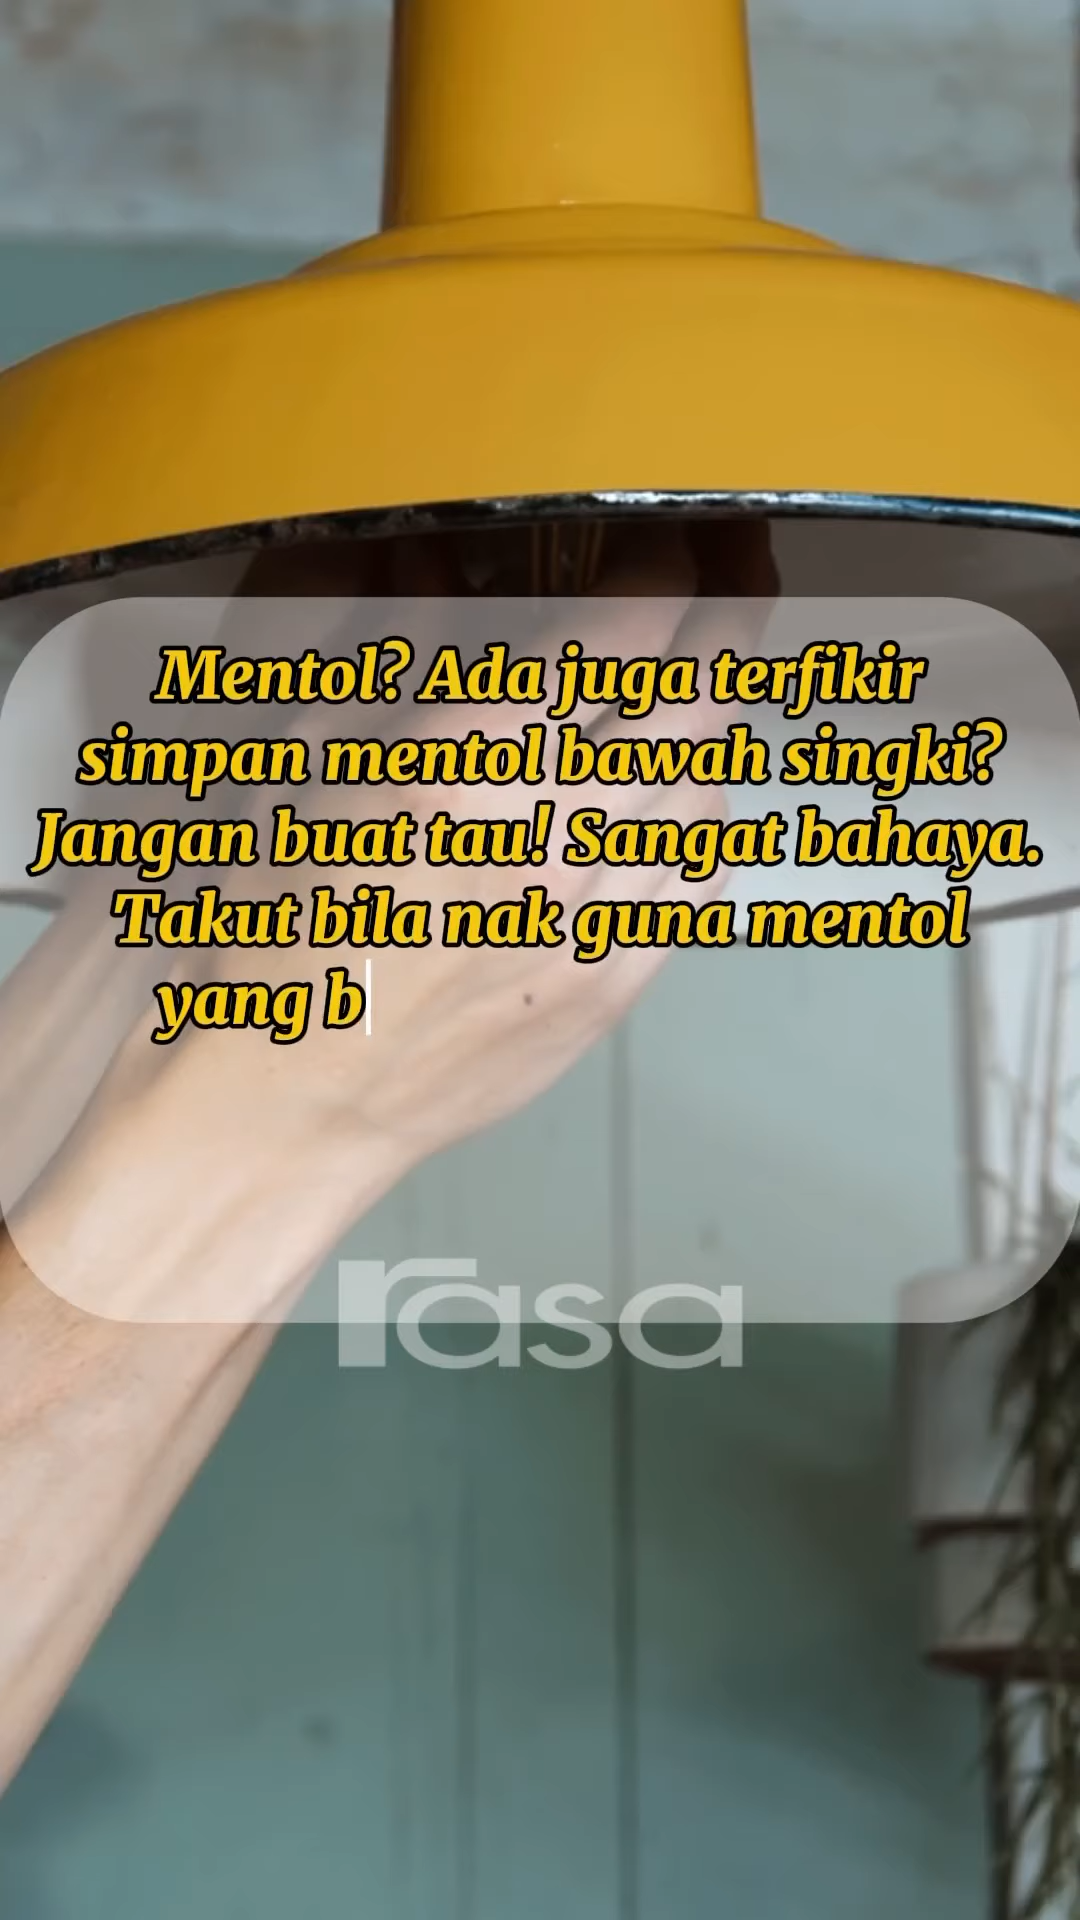 Mentol? Ada juga terfikir
simpan mentol bawah singki?
Jangan buat tau! Sangat bahaya.
Takut bila nak guna mentol
yang b
rasa